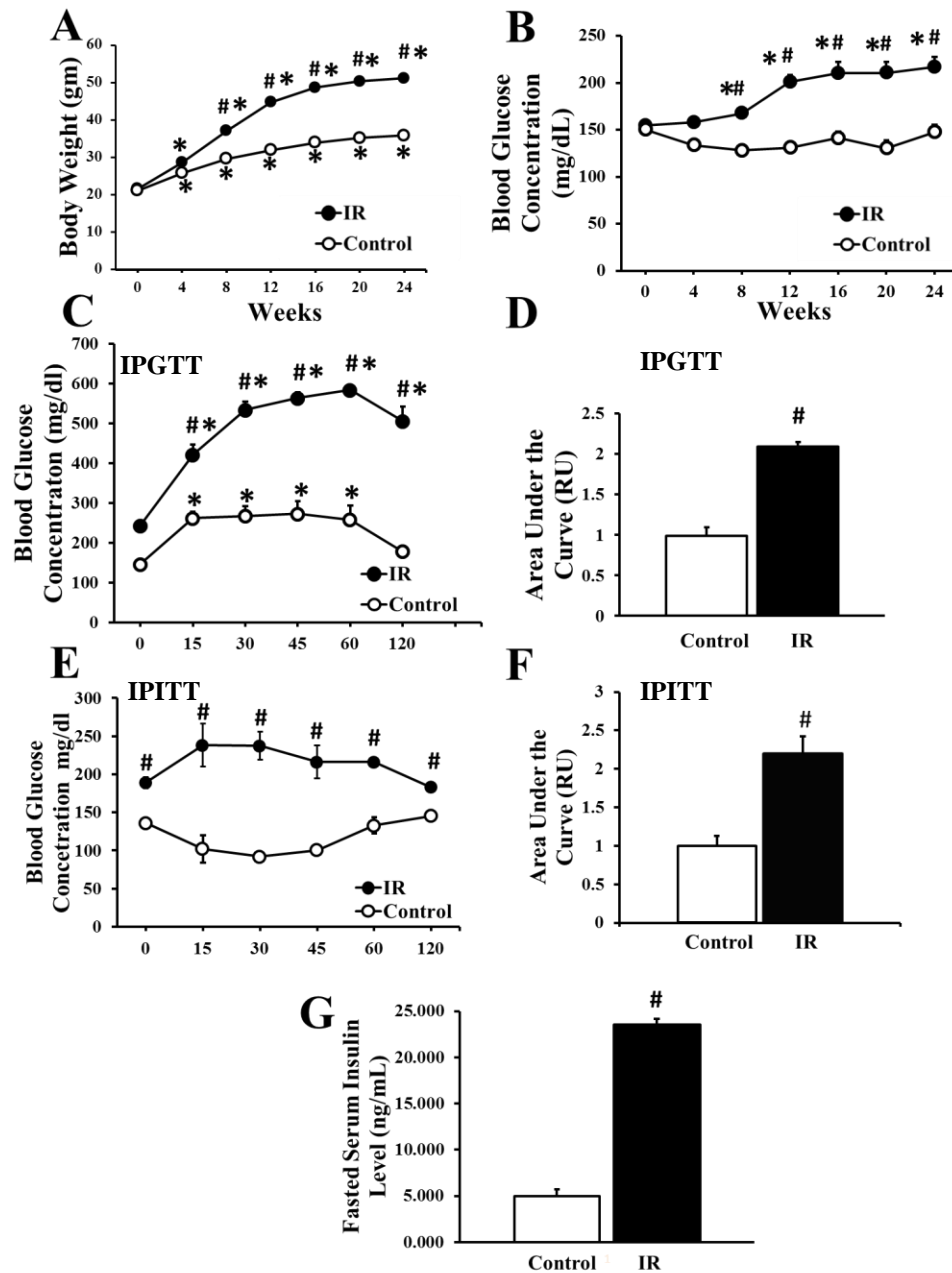 A
Body Weight (gm)
60
50
40
30
20
10
0
# * # * # * # * # *
*
* * * * * *
IR
Control
0 4 8 12 16 20 24
Weeks
B
Blood Glucose
Concentration
(mg/dL)
250
200
150
100
50
0
*# * # *# *# * #
IR
Control
0 4 8 12 16 20 24
Weeks
C
IPGTT
Blood Glucose
Concentraton (mg/dl)
700
600
500
400
300
200
100
0
# * # * # * # * # *
* * * *
IR
Control
0 15 30 45 60 120
D
IPGTT
Area Under the
Curve (RU)
2.5
2
1.5
1
0.5
0
#
Control IR
E
IPITT
Blood Glucose
Concetration mg/dl
300
250
200
150
100
50
0
# # # # # #
IR
Control
0 15 30 45 60 120
F
IPITT
Area Under the
Curve (RU)
3
2.5
2
1.5
1
0.5
0
#
Control IR
G
Fasted Serum Insulin
Level (ng/mL)
25.000
20.000
15.000
10.000
5.000
0.000
#
Control IR